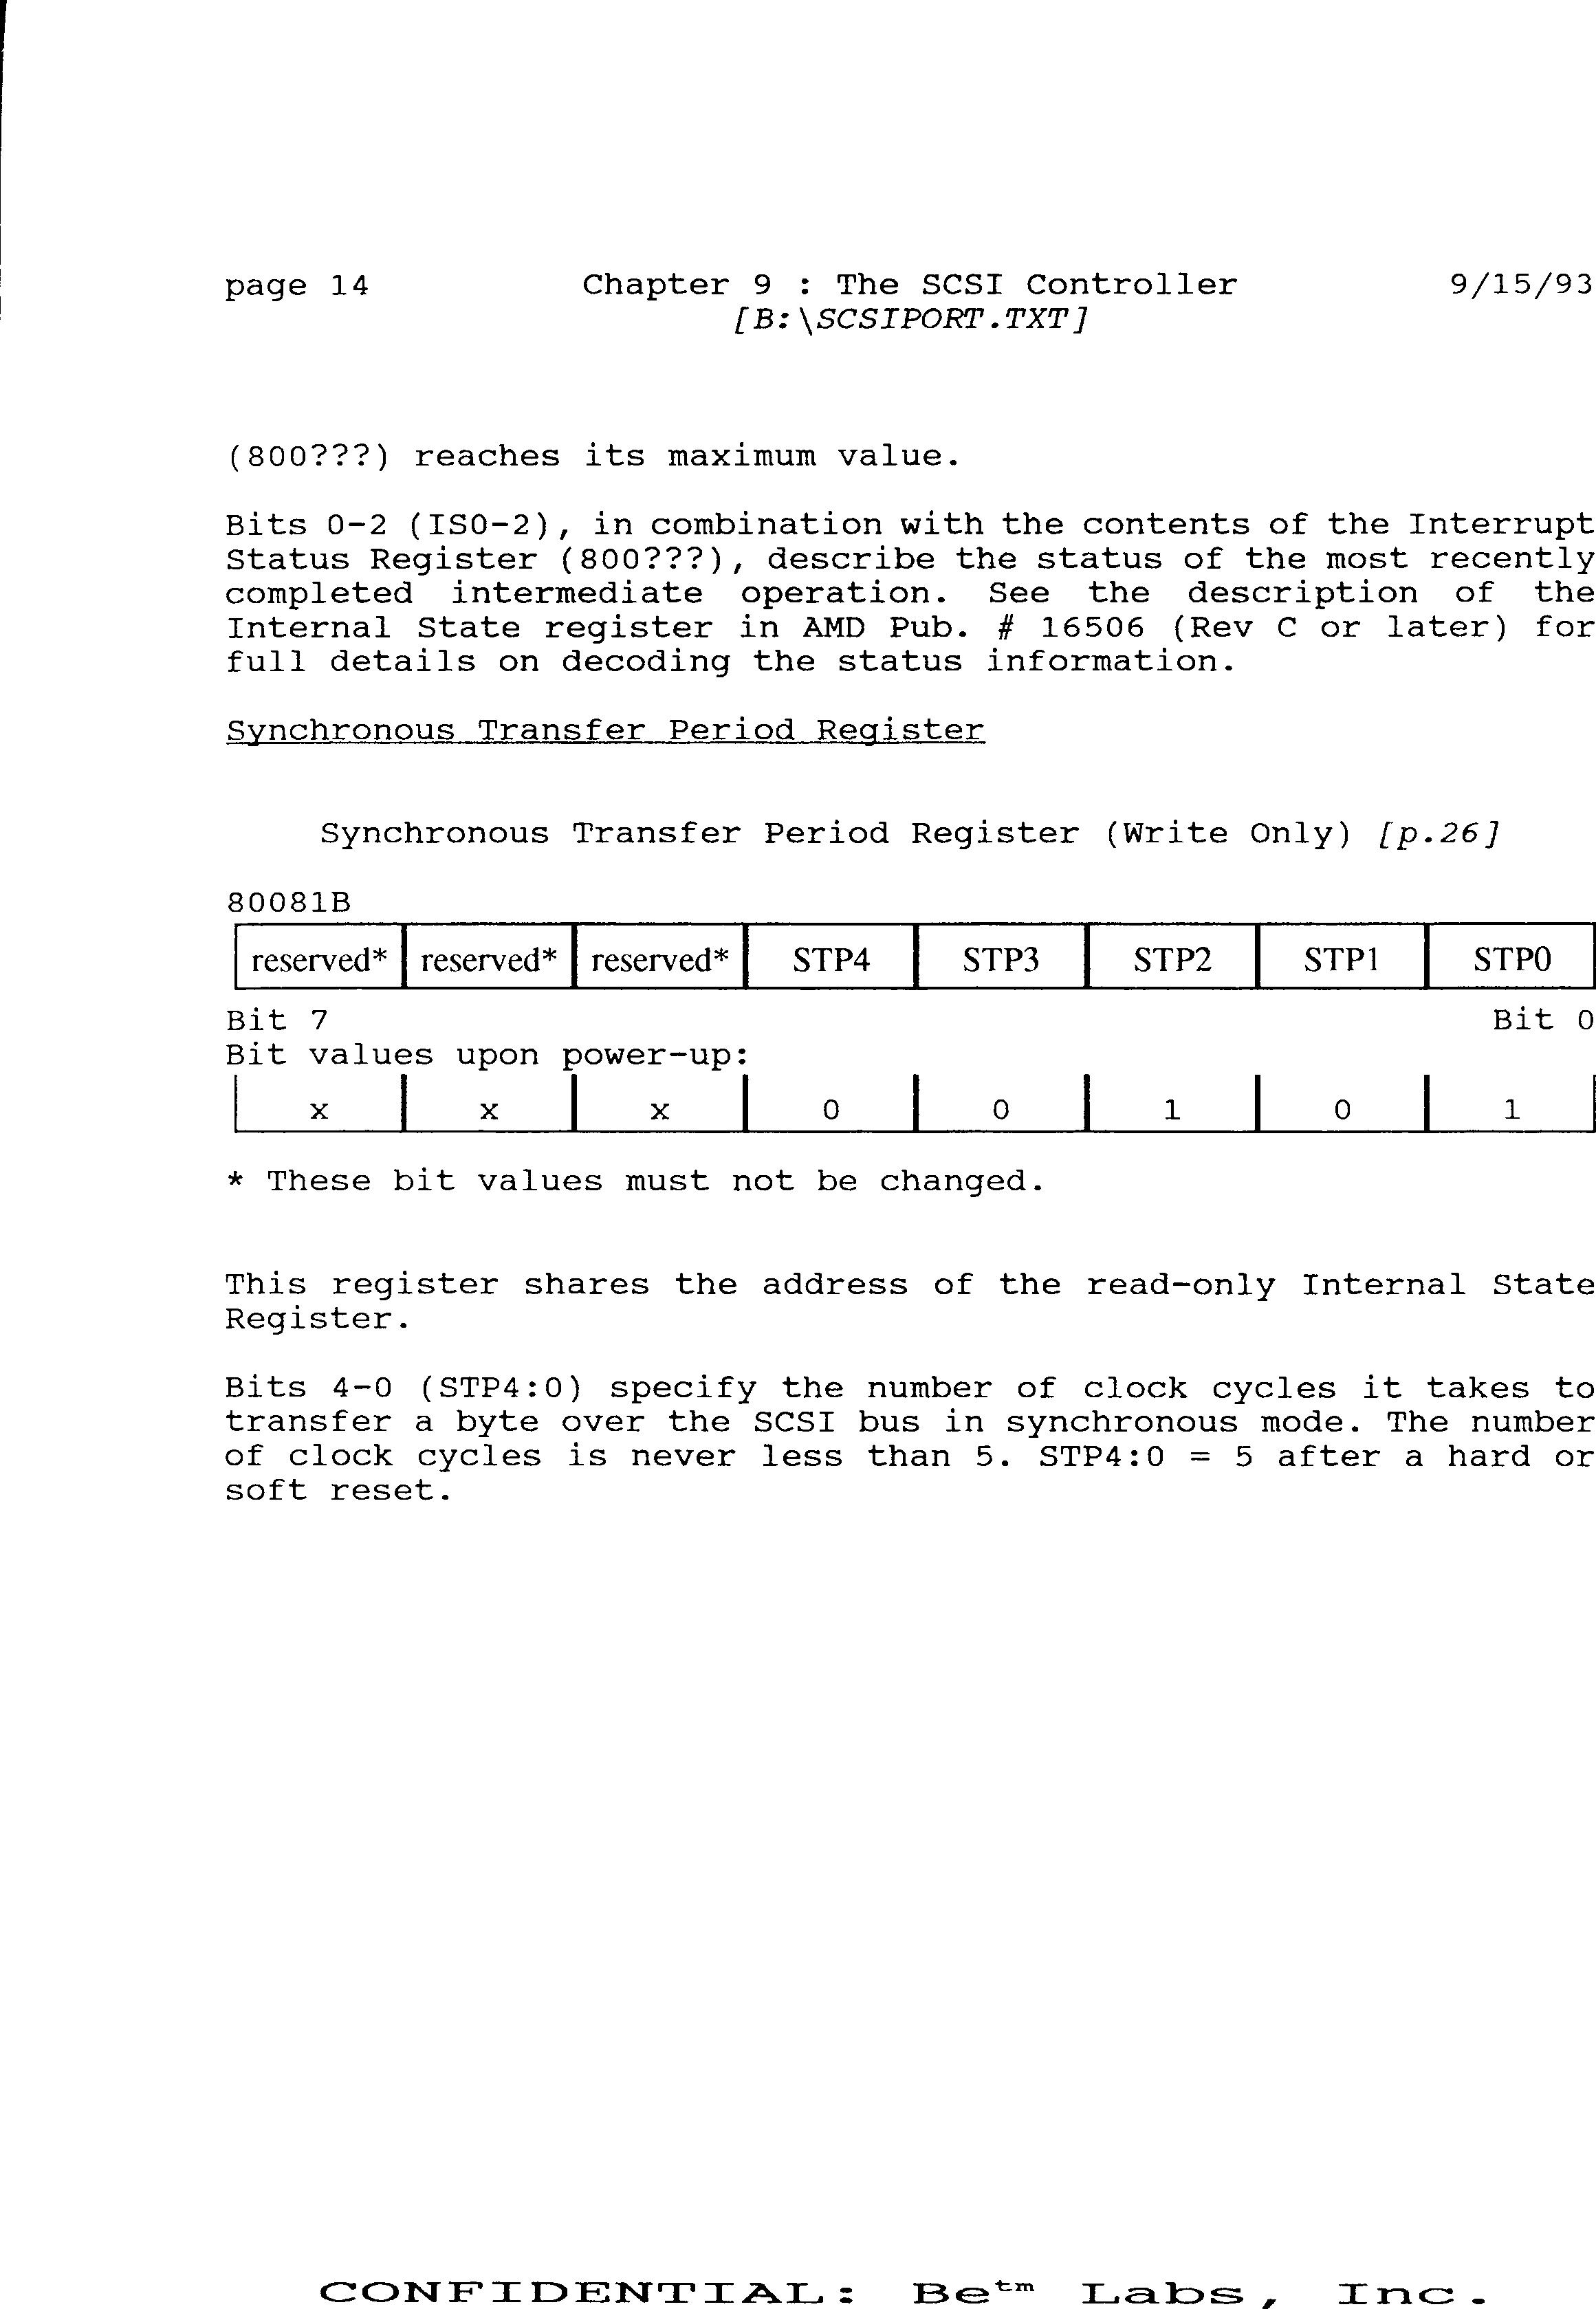 page 14 Chapter 9 : The SCSI Controller 9/15/93
[B:\SCSIPORT.TXT]
(800???) reaches its maximum value.
Bits 0-2 (IS0-2), in combination with the contents of the Interrupt
Status Register (800???), describe the status of the most recently
completed intermediate operation. See the description of the
Internal State register in AMD Pub. # 16506 (Rev C or later) for
full details on decoding the status information.
Synchronous Transfer Period Register
Synchronous Transfer Period Register (Write Only) [p.26]
80081B
reserved* reserved* reserved* STP4 STP3 STP2 STP1 STP0
Bit 7 Bit 0
Bit values upon power-up:
x x x 0 0 1 0 1
* These bit values must not be changed.
This register shares the address of the read-only Internal State
Register.
Bits 4-0 (STP4:0) specify the number of clock cycles it takes to
transfer a byte over the SCSI bus in synchronous mode. The number
of clock cycles is never less than 5. STP4:0 = 5 after a hard or
soft reset.
CONFIDENTIAL: Be™ Labs, Inc.